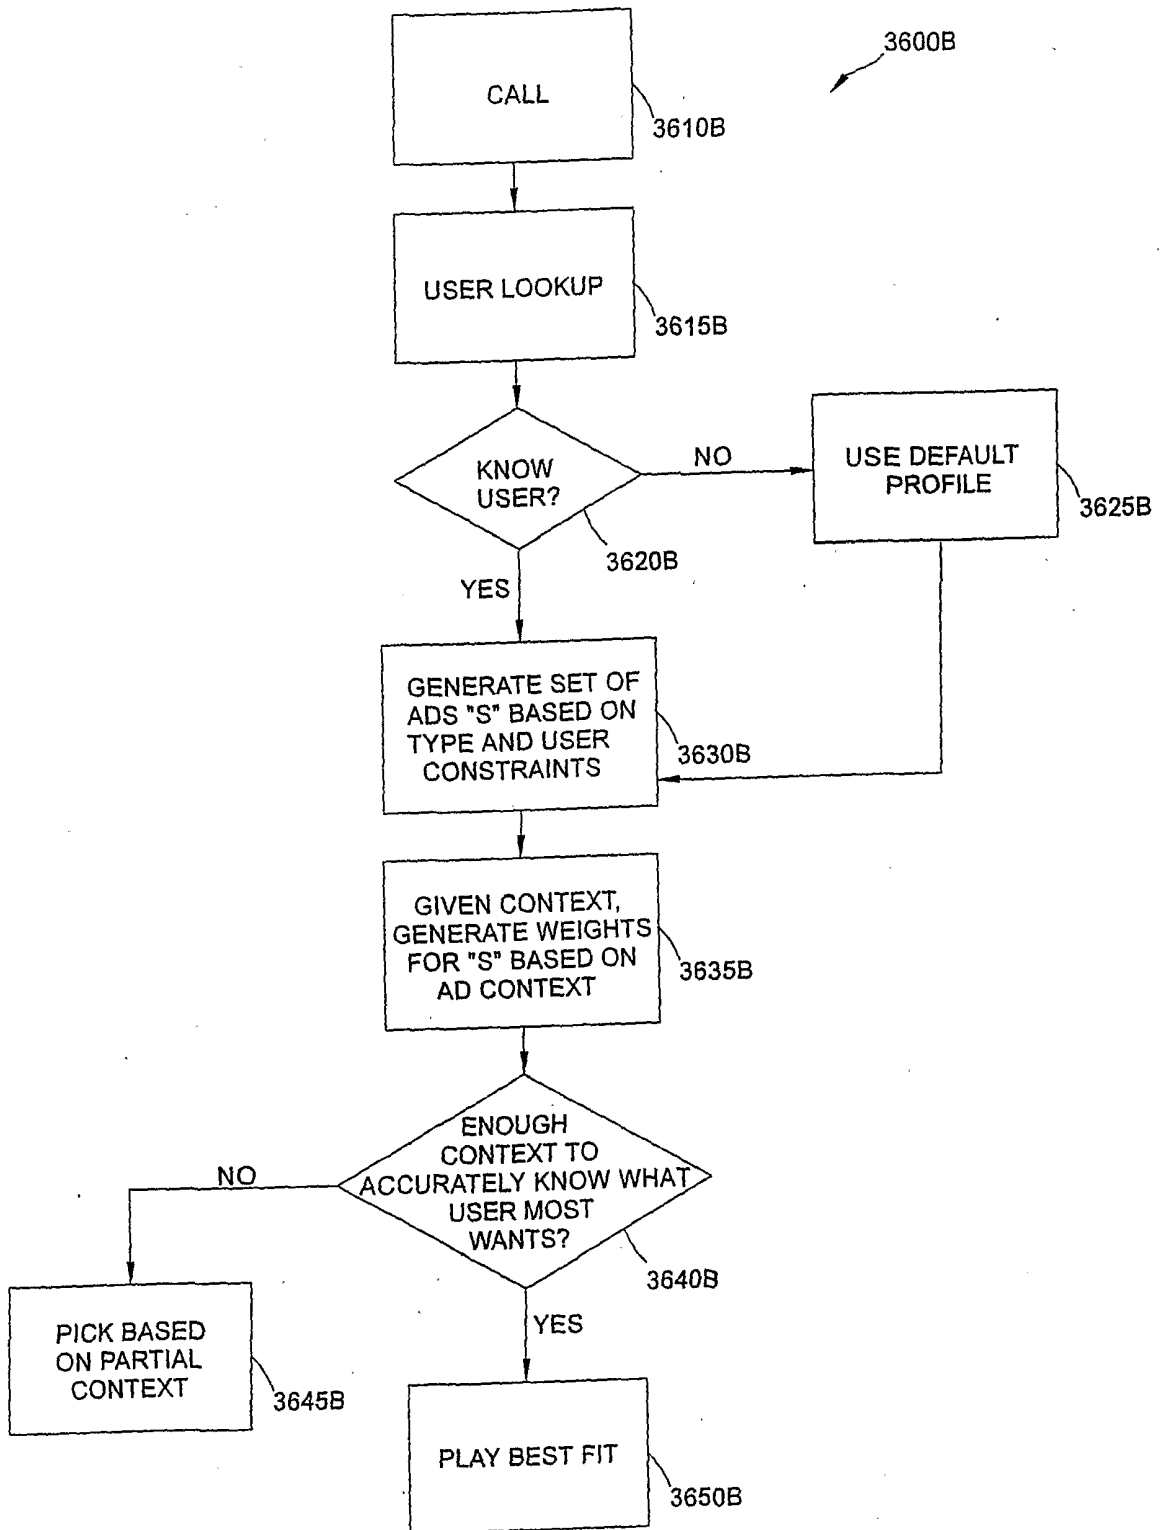 3600B
CALL
3610B
USER LOOKUP
3615B
KNOW
USER?
NO
USE DEFAULT
PROFILE
3625B
3620B
YES
GENERATE SET OF
ADS "S" BASED ON
TYPE AND USER
CONSTRAINTS
3630B
GIVEN CONTEXT,
GENERATE WEIGHTS
FOR "S" BASED ON
AD CONTEXT
3635B
ENOUGH
CONTEXT TO
ACCURATELY KNOW WHAT
USER MOST
WANTS?
NO
3640B
YES
PICK BASED
ON PARTIAL
CONTEXT
3645B
PLAY BEST FIT
3650B